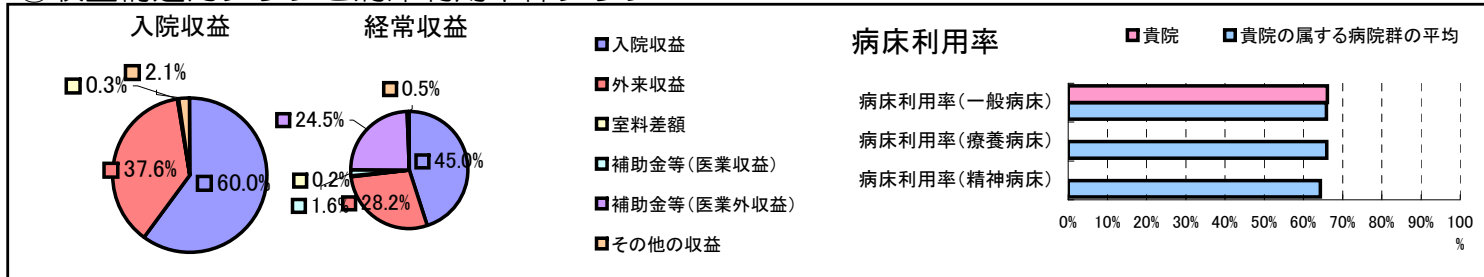 入院収益
2.1%
0.3%
37.6%
60.0%
経常収益
0.5%
24.5%
45.0%
0.2%
1.6%
28.2%
入院収益
外来収益
室料差額
補助金等(医業収益)
補助金等(医業外収益)
その他の収益
病床利用率
貴院 貴院の属する病院群の平均
病床利用率(一般病床)
病床利用率(療養病床)
病床利用率(精神病床)
0% 10% 20% 30% 40% 50% 60% 70% 80% 90% 100
%